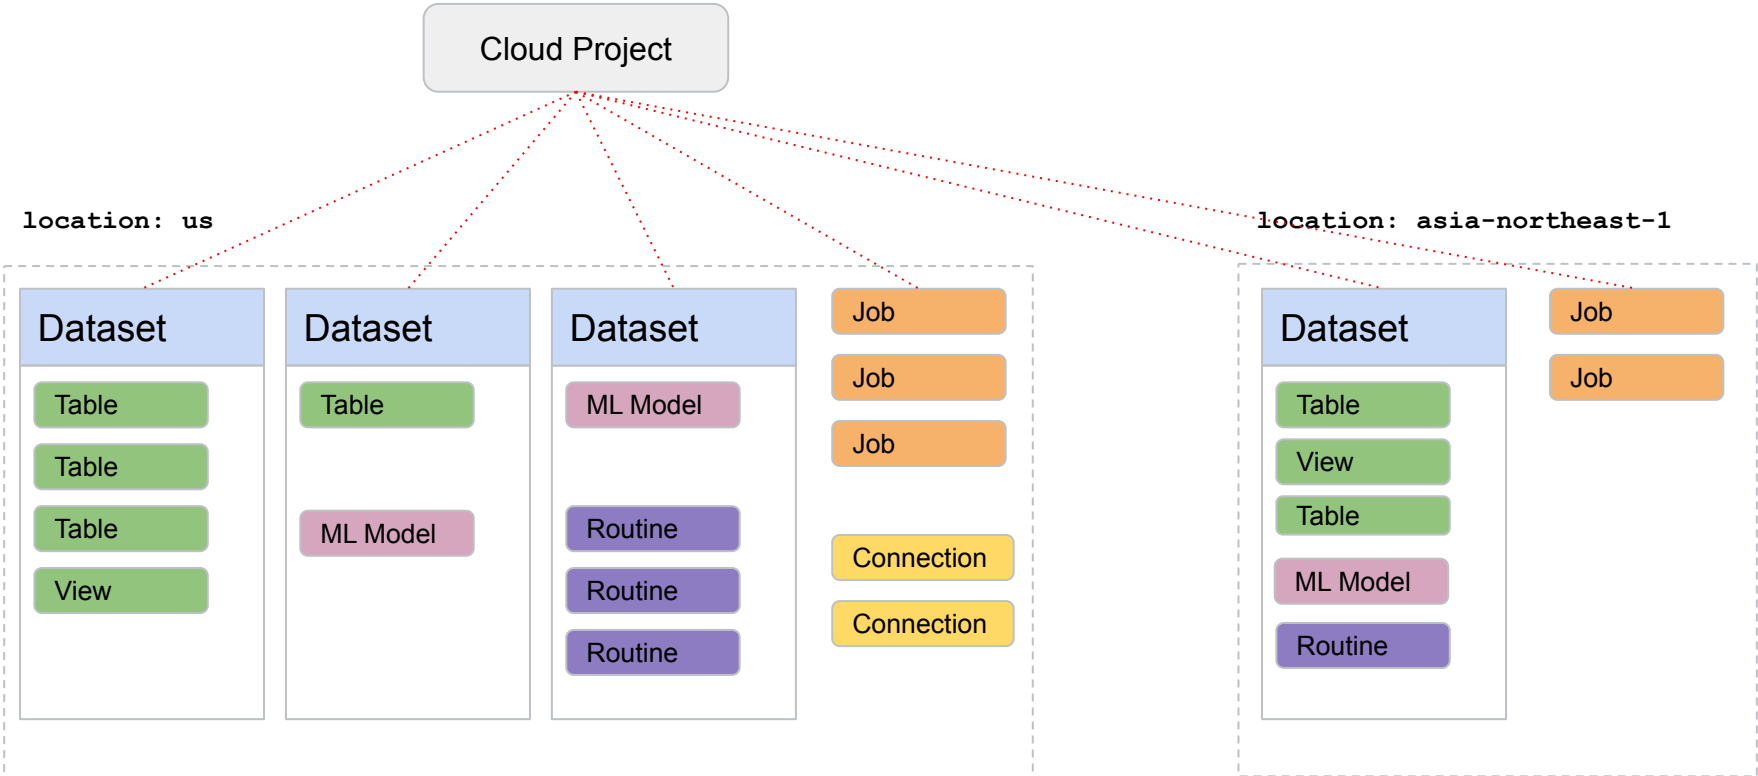 Cloud Project
location: us
location: asia-northeast-1
Dataset
Table
Table
Table
View
Dataset
Table
ML Model
Dataset
ML Model
Routine
Routine
Routine
Job
Job
Job
Connection
Connection
Dataset
Table
View
Table
ML Model
Routine
Job
Job